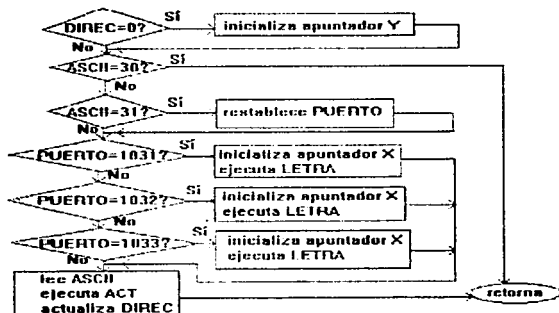 DIREC=0? Sí inicializa apuntador Y
No
ASCII=30? Sí
No
ASCII=31? Sí restablece PUERTO
No
PUERTO=1031? Sí inicializa apuntador X
ejecuta LETRA
No
PUERTO=1032? Sí inicializa apuntador X
ejecuta LETRA
No
PUERTO=1033? Sí inicializa apuntador X
ejecuta LETRA
No
lee ASCII
ejecuta ACT
actualiza DIREC
retorna